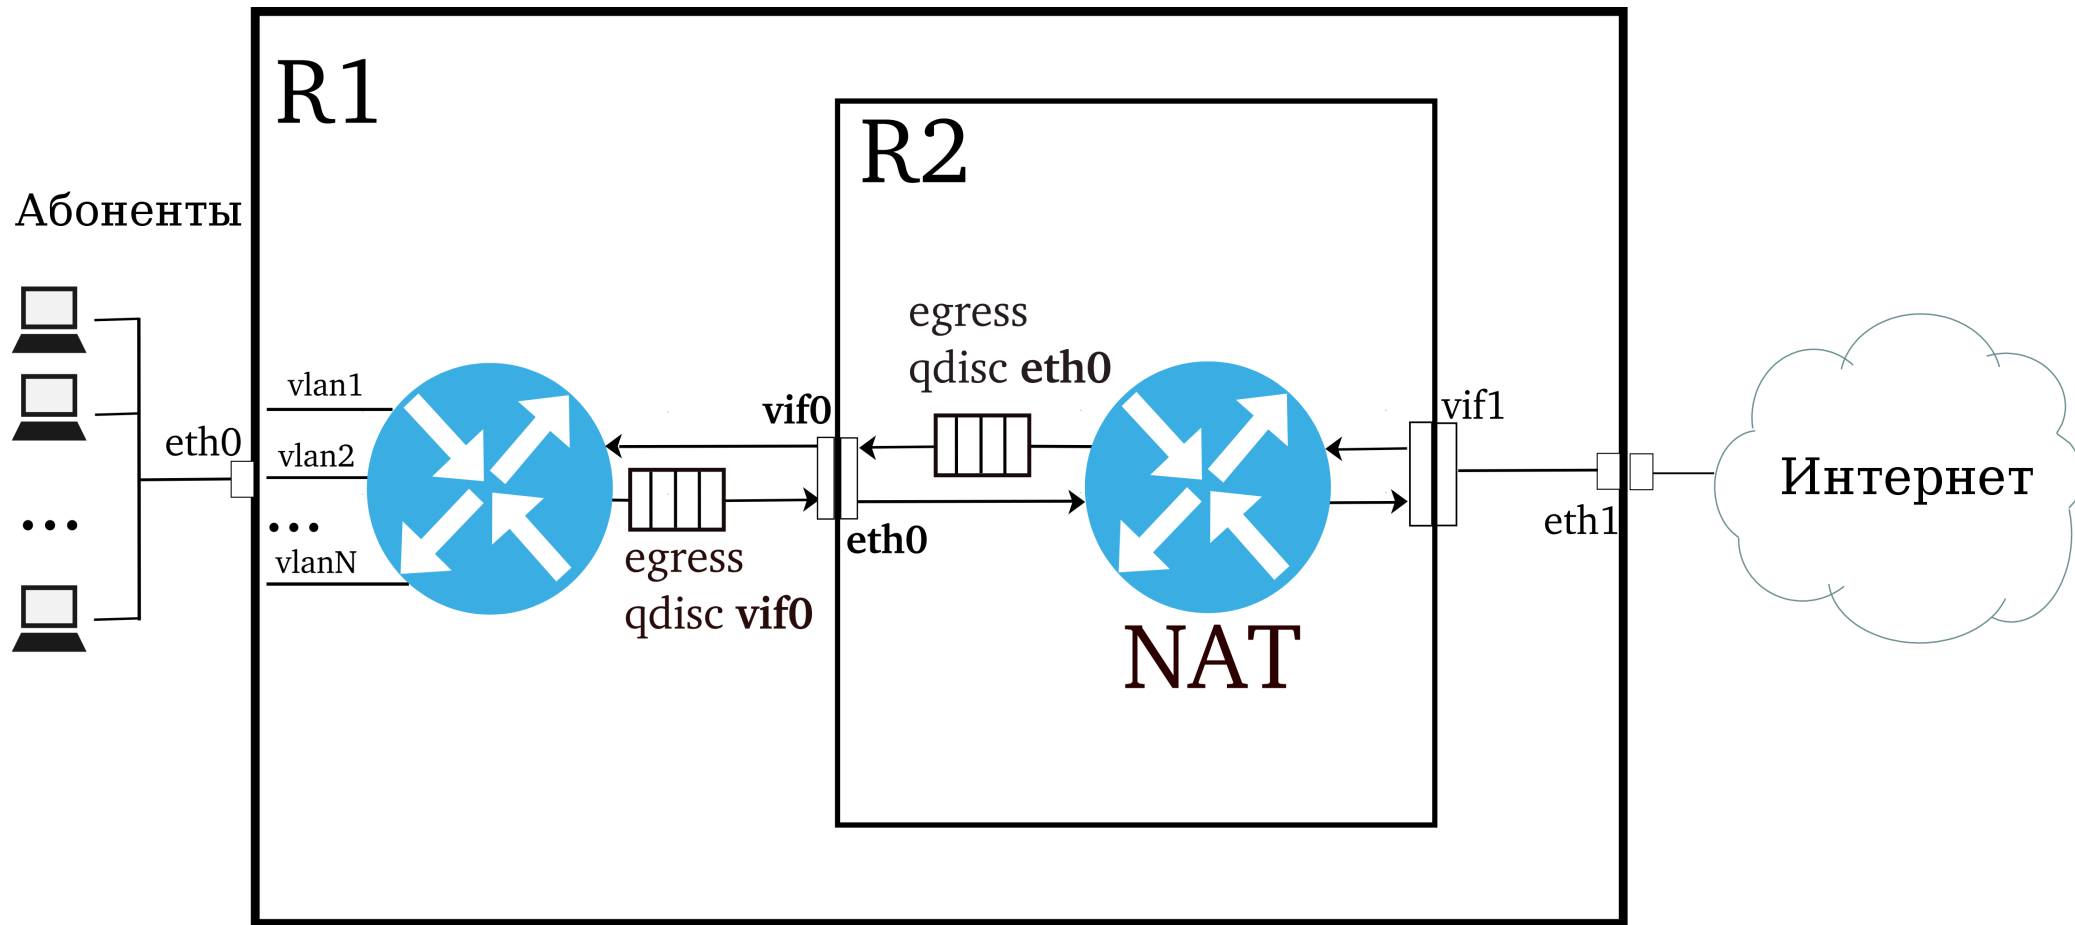 R1
R2
Абоненты
egress
qdisc eth0
vlan1
vif0
vif1
eth0
vlan2
Интернет
...
...
eth1
eth0
vlanN
egress
qdisc vif0
NAT